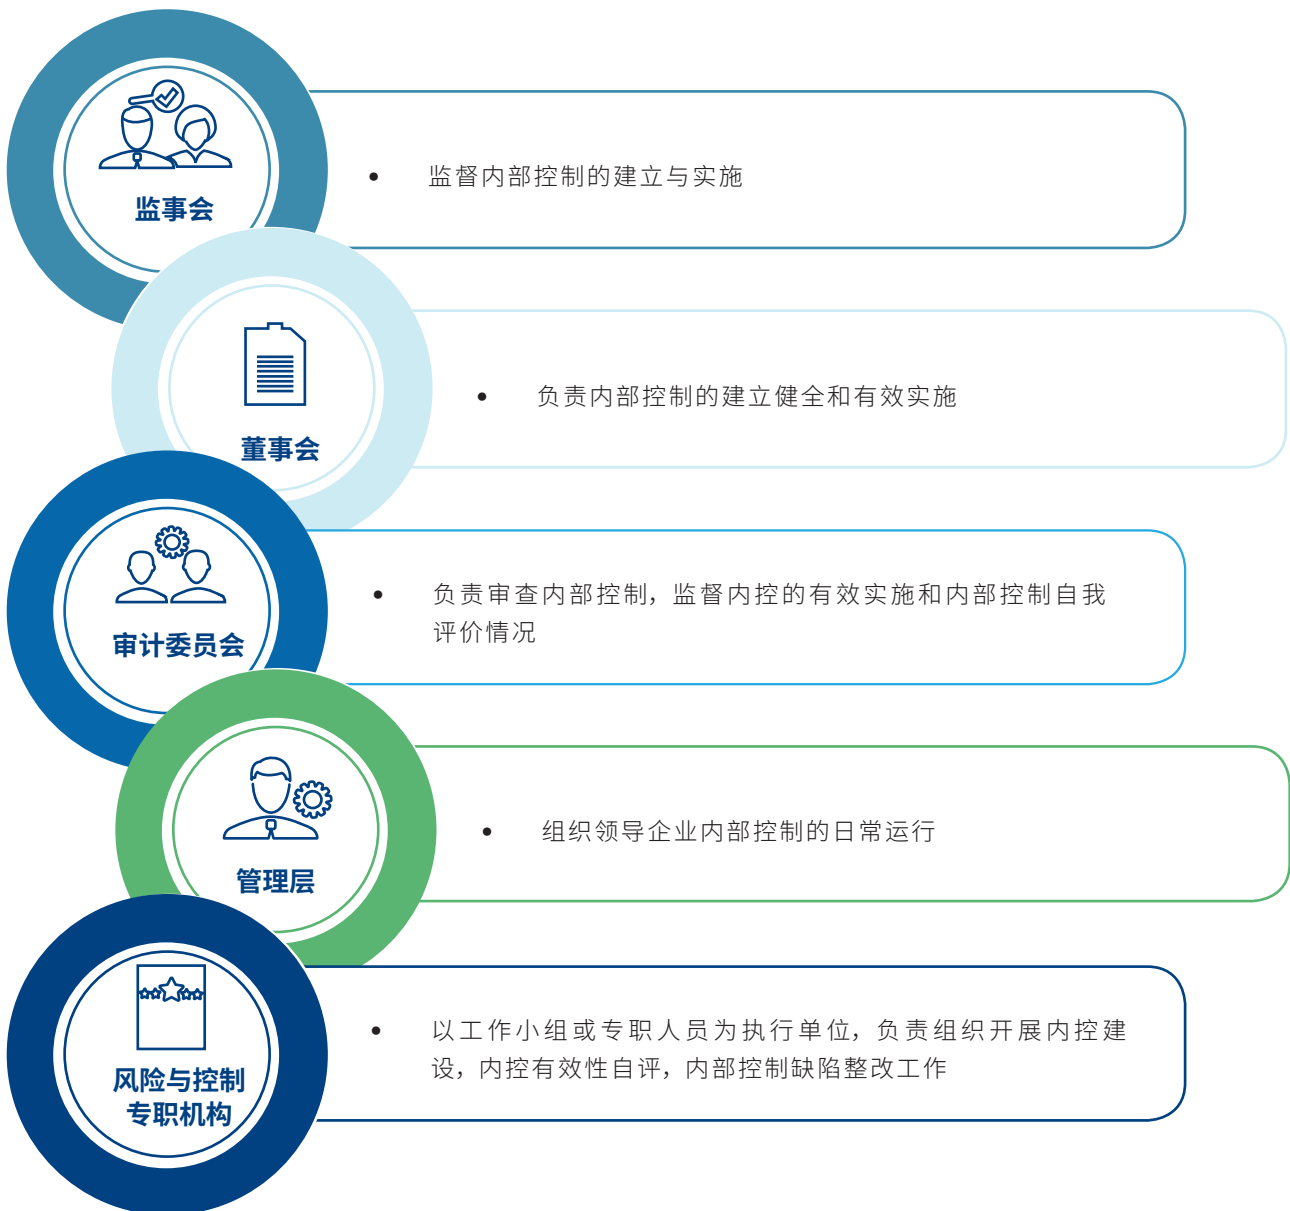 监事会
• 监督内部控制的建立与实施
董事会
• 负责内部控制的建立健全和有效实施
审计委员会
• 负责审查内部控制，监督内控的有效实施和内部控制自我
评价情况
管理层
• 组织领导企业内部控制的日常运行
风险与控制
专职机构
• 以工作小组或专职人员为执行单位，负责组织开展内控建
设，内控有效性自评，内部控制缺陷整改工作